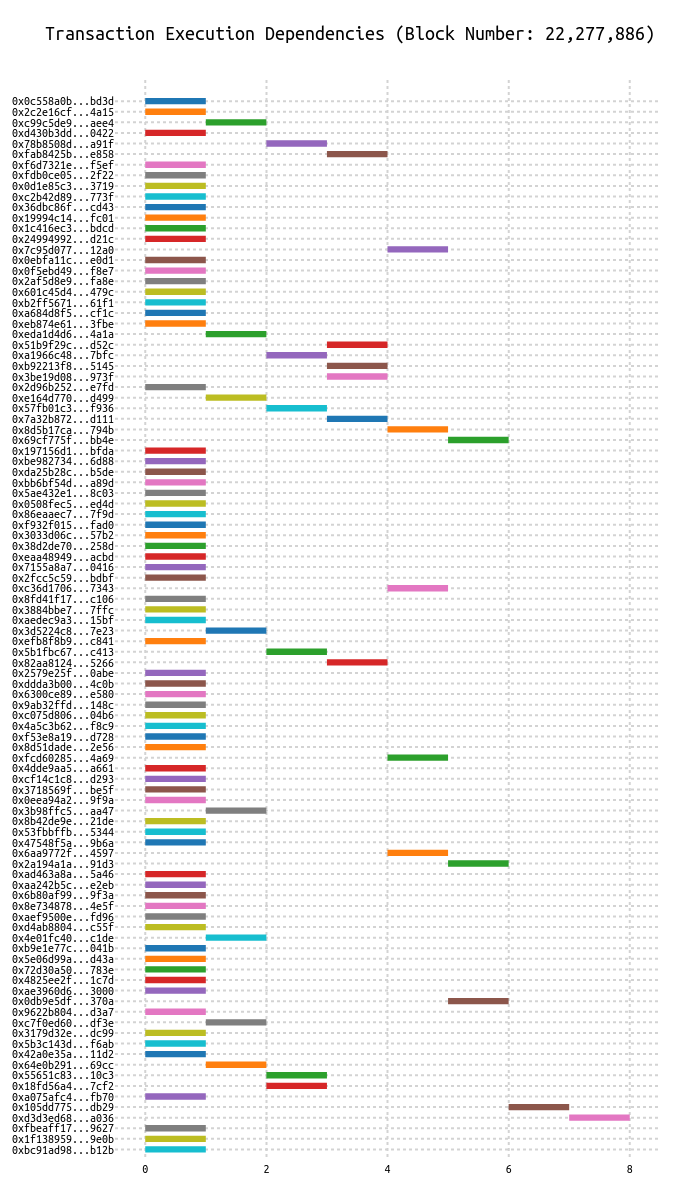 Transaction Execution Dependencies (Block Number: 22,277,886)
0x0c558a0b...bd3d
0x2c2e16cf...4a15
0xc99c5de9...aee4
0xd430b3dd...0422
0x78b8508d...a91f
0xfab8425b...e858
0xf6d7321e...f5ef
0xfdb0ce05...2f22
0x0d1e85c3...3719
0xc2b42d89...773f
0x36dbc86f...cd43
0x19994c14...fc01
0x1c416ec3...bdcd
0x24994992...d21c
0x7c95d077...12a0
0x0ebfa11c...e0d1
0x0f5ebd49...f8e7
0x2af5d8e9...fa8e
0x601c45d4...479c
0xb2ff5671...61f1
0xa684d8f5...cf1c
0xeb874e61...3fbe
0xeda1d4d6...4a1a
0x51b9f29c...d52c
0xa1966c48...7bfc
0xb92213f8...5145
0x3be19d08...973f
0x2d96b252...e7fd
0xe164d770...d499
0x57fb01c3...f936
0x7a32b872...d111
0x8d5b17ca...794b
0x69cf775f...bb4e
0x197156d1...bfda
0xbe982734...6d88
0xda25b28c...b5de
0xbb6bf54d...a89d
0x5ae432e1...8c03
0x0508fec5...ed4d
0x86eaaec7...7f9d
0xf932f015...fad0
0x3033d06c...57b2
0x38d2de70...258d
0xeaa48949...acbd
0x7155a8a7...0416
0x2fcc5c59...bdbf
0xc36d1706...7343
0x8fd41f17...c106
0x3884bbe7...7ffc
0xaedec9a3...15bf
0x3d5224c8...7e23
0xefb8f8b9...c841
0x5b1fbc67...c413
0x82aa8124...5266
0x2579e25f...0abe
0xddda3b00...4c0b
0x6300ce89...e580
0x9ab32ffd...148c
0xc075d806...04b6
0x4a5c3b62...f8c9
0xf53e8a19...d728
0x8d51dade...2e56
0xfcd60285...4a69
0x4dde9aa5...a661
0xcf14c1c8...d293
0x3718569f...be5f
0x0eea94a2...9f9a
0x3b98ffc5...aa47
0x8b42de9e...21de
0x53fbbffb...5344
0x47548f5a...9b6a
0x6aa9772f...4597
0x2a194a1a...91d3
0xad463a8a...5a46
0xaa242b5c...e2eb
0x6b80af99...9f3a
0x8e734878...4e5f
0xaef9500e...fd96
0xd4ab8804...c55f
0x4e01fc40...c1de
0xb9e1e77c...041b
0x5e06d99a...d43a
0x72d30a50...783e
0x4825ee2f...1c7d
0xae3960d6...3000
0x0db9e5df...370a
0x9622b804...d3a7
0xc7f0ed60...df3e
0x3179d32e...dc99
0x5b3c143d...f6ab
0x42a0e35a...11d2
0x64e0b291...69cc
0x55651c83...10c3
0x18fd56a4...7cf2
0xa075afc4...fb70
0x105dd775...db29
0xd3d3ed68...a036
0xfbeaff17...9627
0x1f138959...9e0b
0xbc91ad98...b12b
0 2 4 6 8